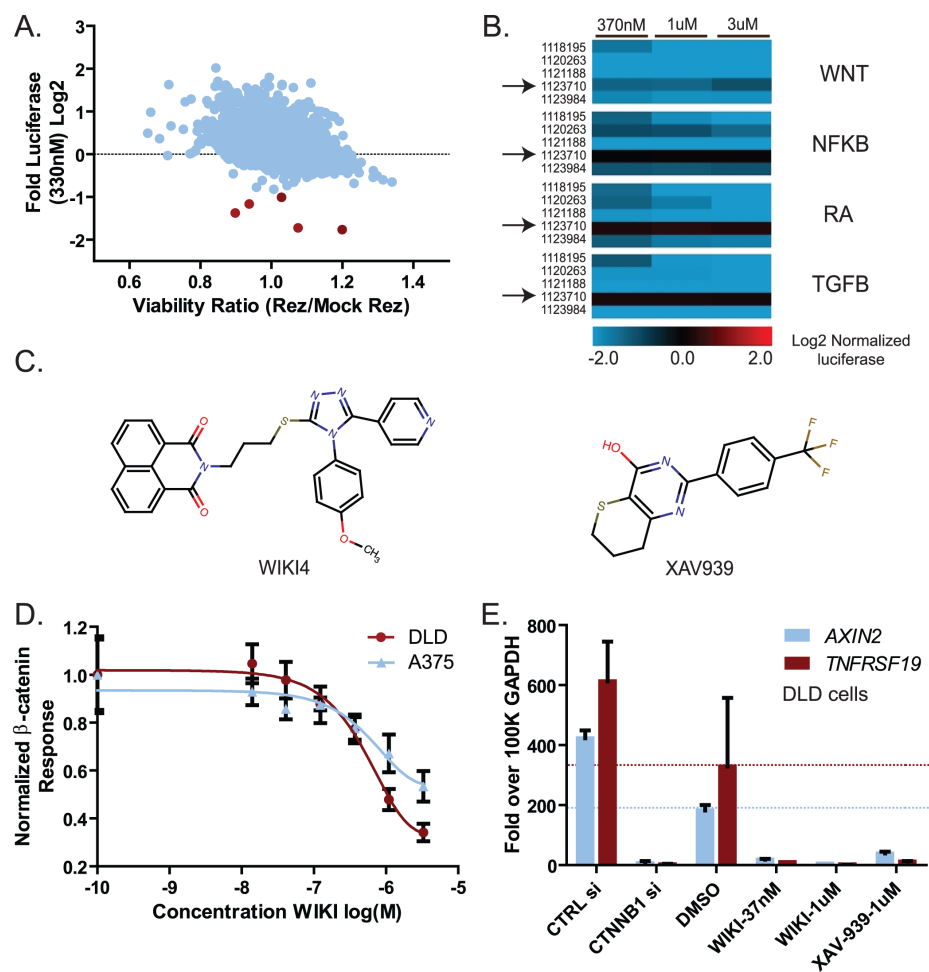 A.
3
2
1
0
-1
-2
Fold Luciferase
(330nM) Log2
0.6 0.8 1.0 1.2 1.4
Viability Ratio (Rez/Mock Rez)
B.
370nM 1uM 3uM
1118195
1120263
1121188
1123710
1123984
WNT
1118195
1120263
1121188
1123710
1123984
NFKB
1118195
1120263
1121188
1123710
1123984
RA
1118195
1120263
1121188
1123710
1123984
TGFB
-2.0 0.0 2.0
Log2 Normalized
luciferase
C.
O
O
N
S
N
N
N
N
O
CH3
WIKI4
HO
N
N
S
F
F
F
XAV939
D.
1.2
1.0
0.8
0.6
0.4
0.2
Normalized β-catenin
Response
DLD
A375
-10 -9 -8 -7 -6 -5
Concentration WIKI log(M)
E.
800
600
400
200
0
Fold over 100K GAPDH
AXIN2
TNFRSF19
DLD cells
CTRL si
CTNNB1 si
DMSO
WIKI-37nM
WIKI-1uM
XAV-939-1uM